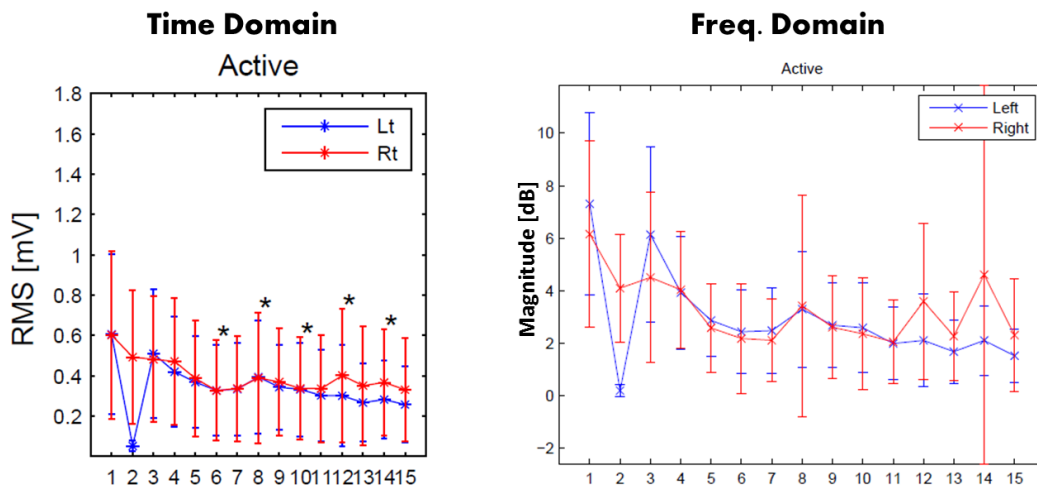 Time Domain
Active
RMS [mV]
1.8
1.6
1.4
1.2
1
0.8
0.6
0.4
0.2
Lt
Rt
* * * * *
1 2 3 4 5 6 7 8 9 10 11 12 13 14 15
Freq. Domain
Active
Magnitude [dB]
10
8
6
4
2
0
−2
Left
Right
1 2 3 4 5 6 7 8 9 10 11 12 13 14 15